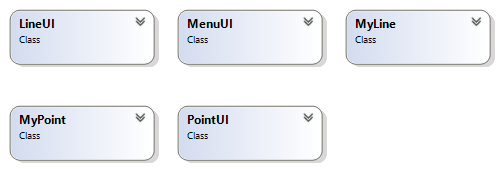 LineUI
Class
MenuUI
Class
MyLine
Class
MyPoint
Class
PointUI
Class